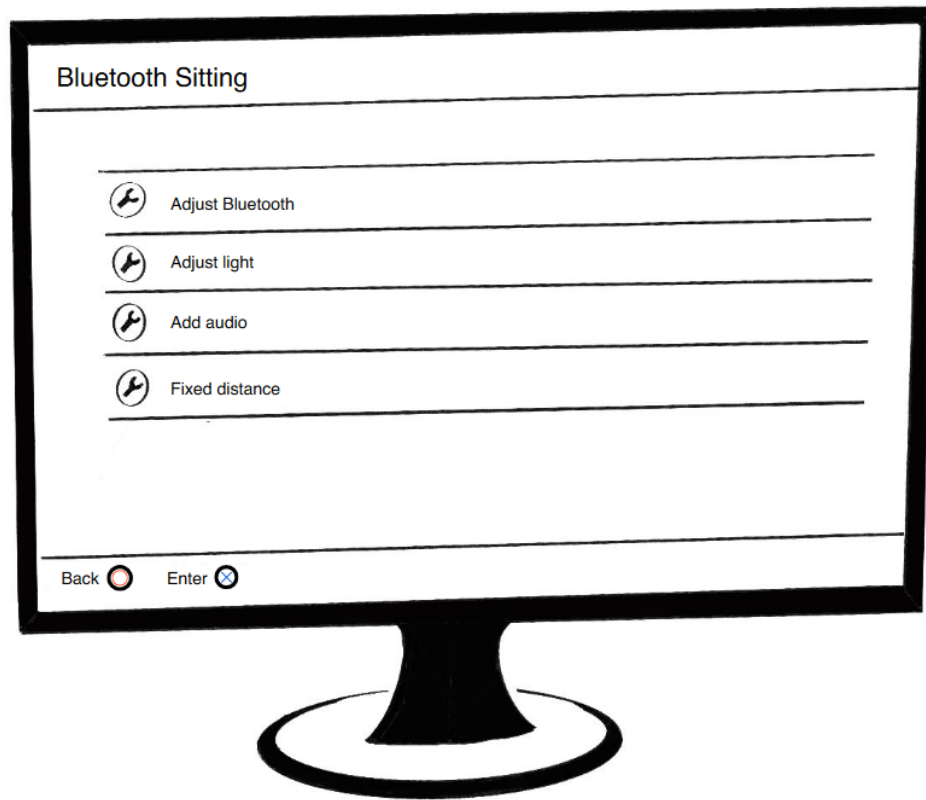 Bluetooth Sitting
Adjust Bluetooth
Adjust light
Add audio
Fixed distance
Back Enter